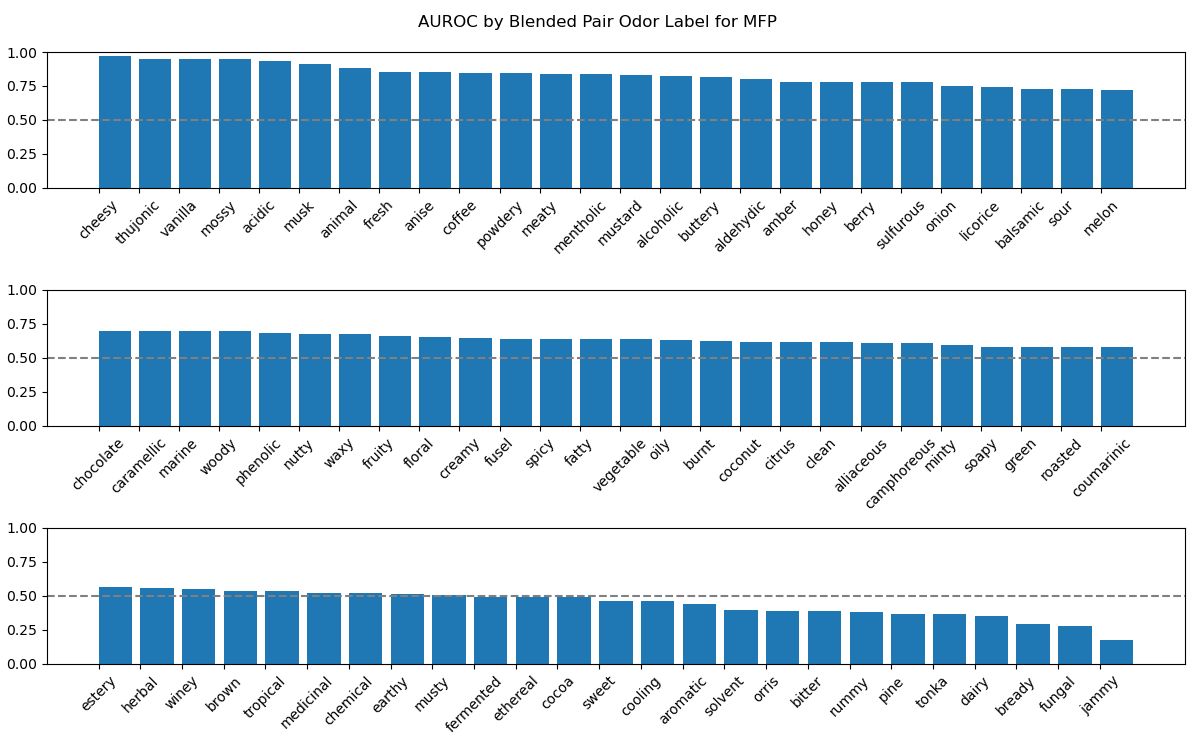 AUROC by Blended Pair Odor Label for MFP
1.00
0.75
0.50
0.25
0.00
cheesy
thujonic
vanilla
mossy
acidic
musk
animal
fresh
anise
coffee
powdery
meaty
mentholic
mustard
alcoholic
buttery
aldehydic
amber
honey
berry
sulfurous
onion
licorice
balsamic
sour
melon
1.00
0.75
0.50
0.25
0.00
chocolate
caramellic
marine
woody
phenolic
nutty
waxy
fruity
floral
creamy
fusel
spicy
fatty
vegetable
oily
burnt
coconut
citrus
clean
alliaceous
camphoreous
minty
soapy
green
roasted
coumarinic
1.00
0.75
0.50
0.25
0.00
estery
herbal
winey
brown
tropical
medicinal
chemical
earthy
musty
fermented
ethereal
cocoa
sweet
cooling
aromatic
solvent
orris
bitter
rummy
pine
tonka
dairy
bready
fungal
jammy